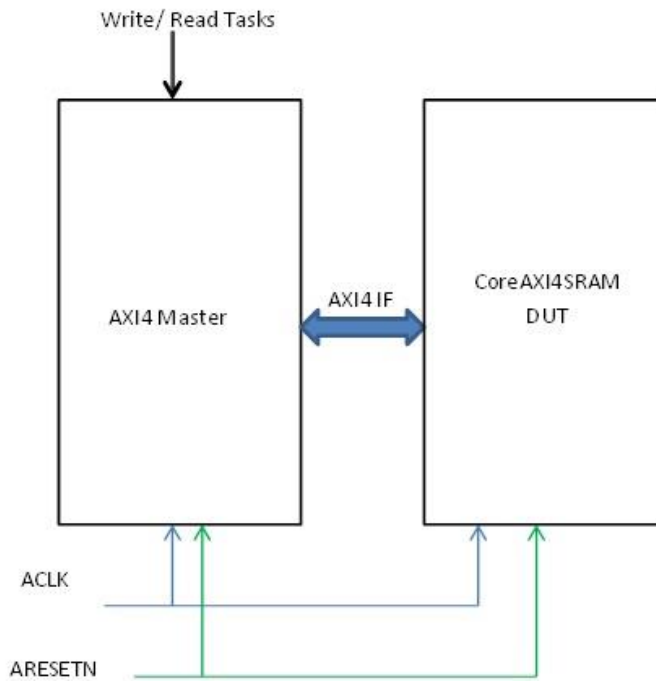 Write/ Read Tasks
AXI4 IF
CoreAXI4SRAM
AXI4 Master
DUT
ACLK
ARESETN